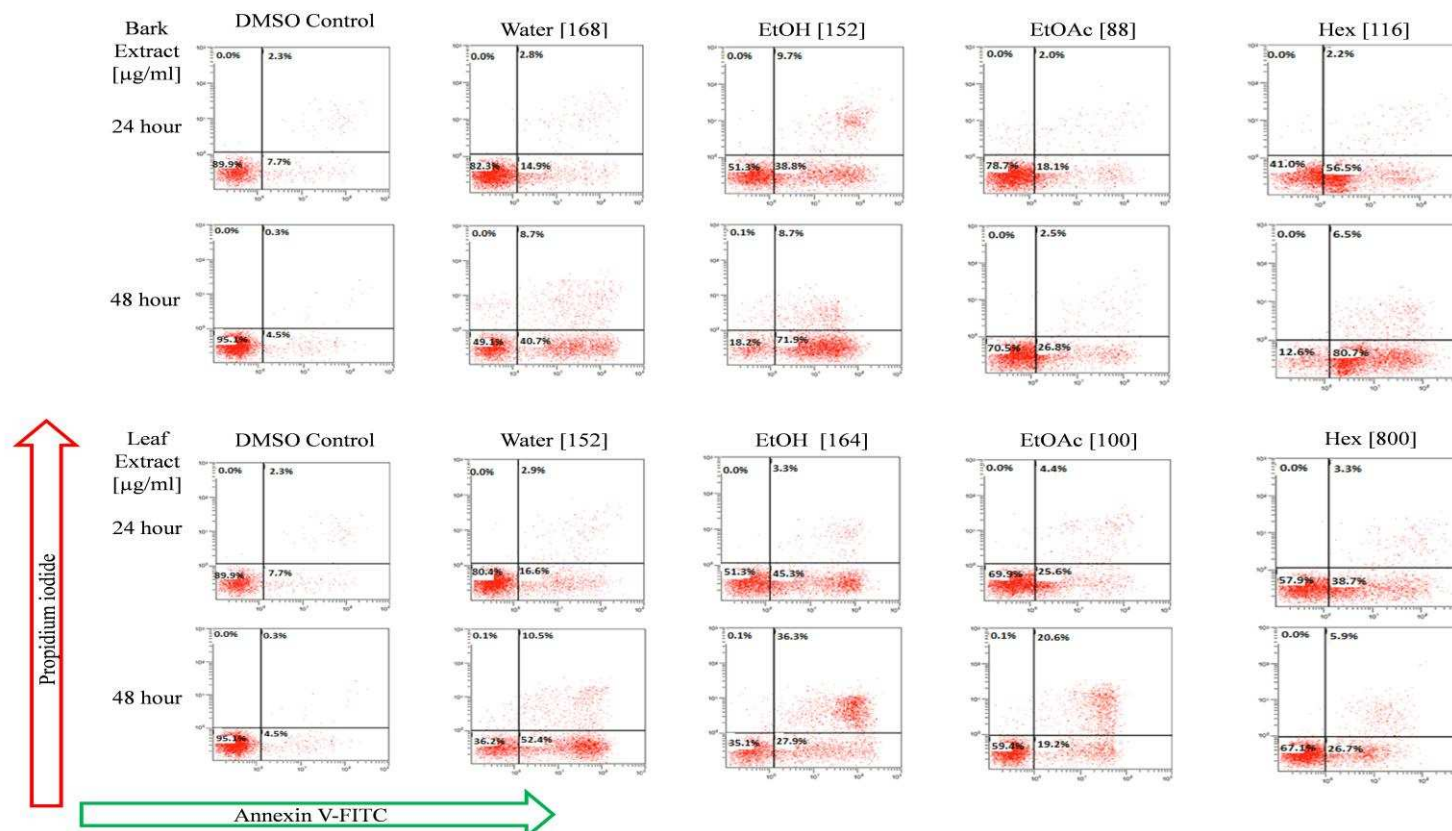 Bark Extract [µg/ml]
DMSO Control
Water [168]
EtOH [152]
EtOAc [88]
Hex [116]
24 hour
0.0% 2.3%
89.9% 7.7%
0.0% 2.8%
82.3% 14.9%
0.0% 9.7%
51.3% 38.8%
0.0% 2.0%
78.7% 18.1%
0.0% 2.2%
41.0% 56.5%
48 hour
0.0% 0.3%
95.1% 4.5%
0.0% 8.7%
49.1% 40.7%
0.1% 8.7%
18.2% 71.9%
0.0% 2.5%
70.5% 26.8%
0.0% 6.5%
12.6% 80.7%
Leaf Extract [µg/ml]
DMSO Control
Water [152]
EtOH [164]
EtOAc [100]
Hex [800]
24 hour
0.0% 2.3%
89.9% 7.7%
0.0% 2.9%
80.4% 16.6%
0.0% 3.3%
51.3% 45.3%
0.0% 4.4%
69.9% 25.6%
0.0% 3.3%
57.9% 38.7%
48 hour
0.0% 0.3%
95.1% 4.5%
0.1% 10.5%
36.2% 52.4%
0.1% 36.3%
35.1% 27.9%
0.1% 20.6%
59.4% 19.2%
0.0% 5.9%
67.1% 26.7%
Propidium iodide
Annexin V-FITC